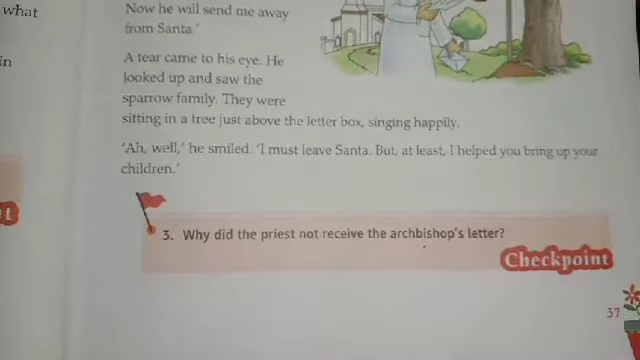 what
in
Now he will send me away
from Santa.'
A tear came to his eye. He
looked up and saw the
sparrow family. They were
sitting in a tree just above the letter box, singing happily.
'Ah, well,' he smiled. 'I must leave Santa. But, at least, I helped you bring up your
children.'
3. Why did the priest not receive the archbishop's letter?
Checkpoint
37